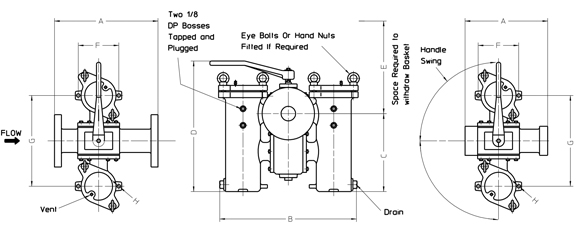 A
F
FLOW
G
Vent
H
Two 1/8
DP Bosses
Tapped and
Plugged
Eye Bolts Or Hand Nuts
Fitted If Required
E
Space Required to
withdraw Basket
D
C
B
Drain
Handle
Swing
A
F
G
H